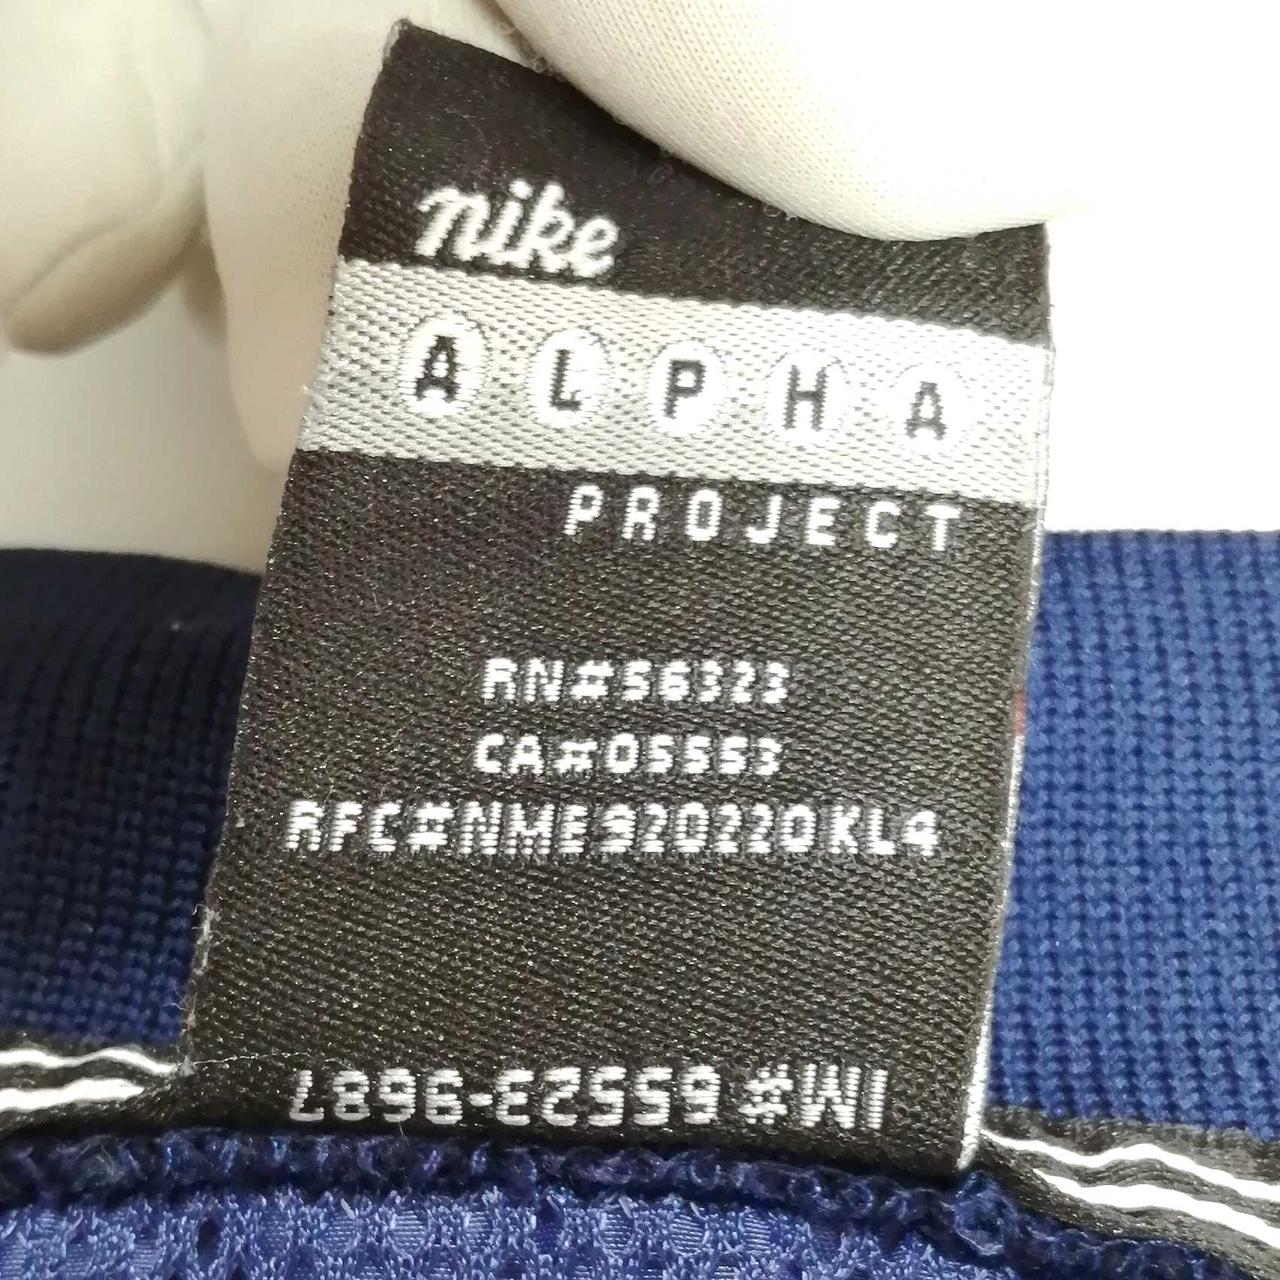 nike
ALPHA
PROJECT
RN#56323
CA#05553
RFC#NME920220KL4
IM# 65523-9687